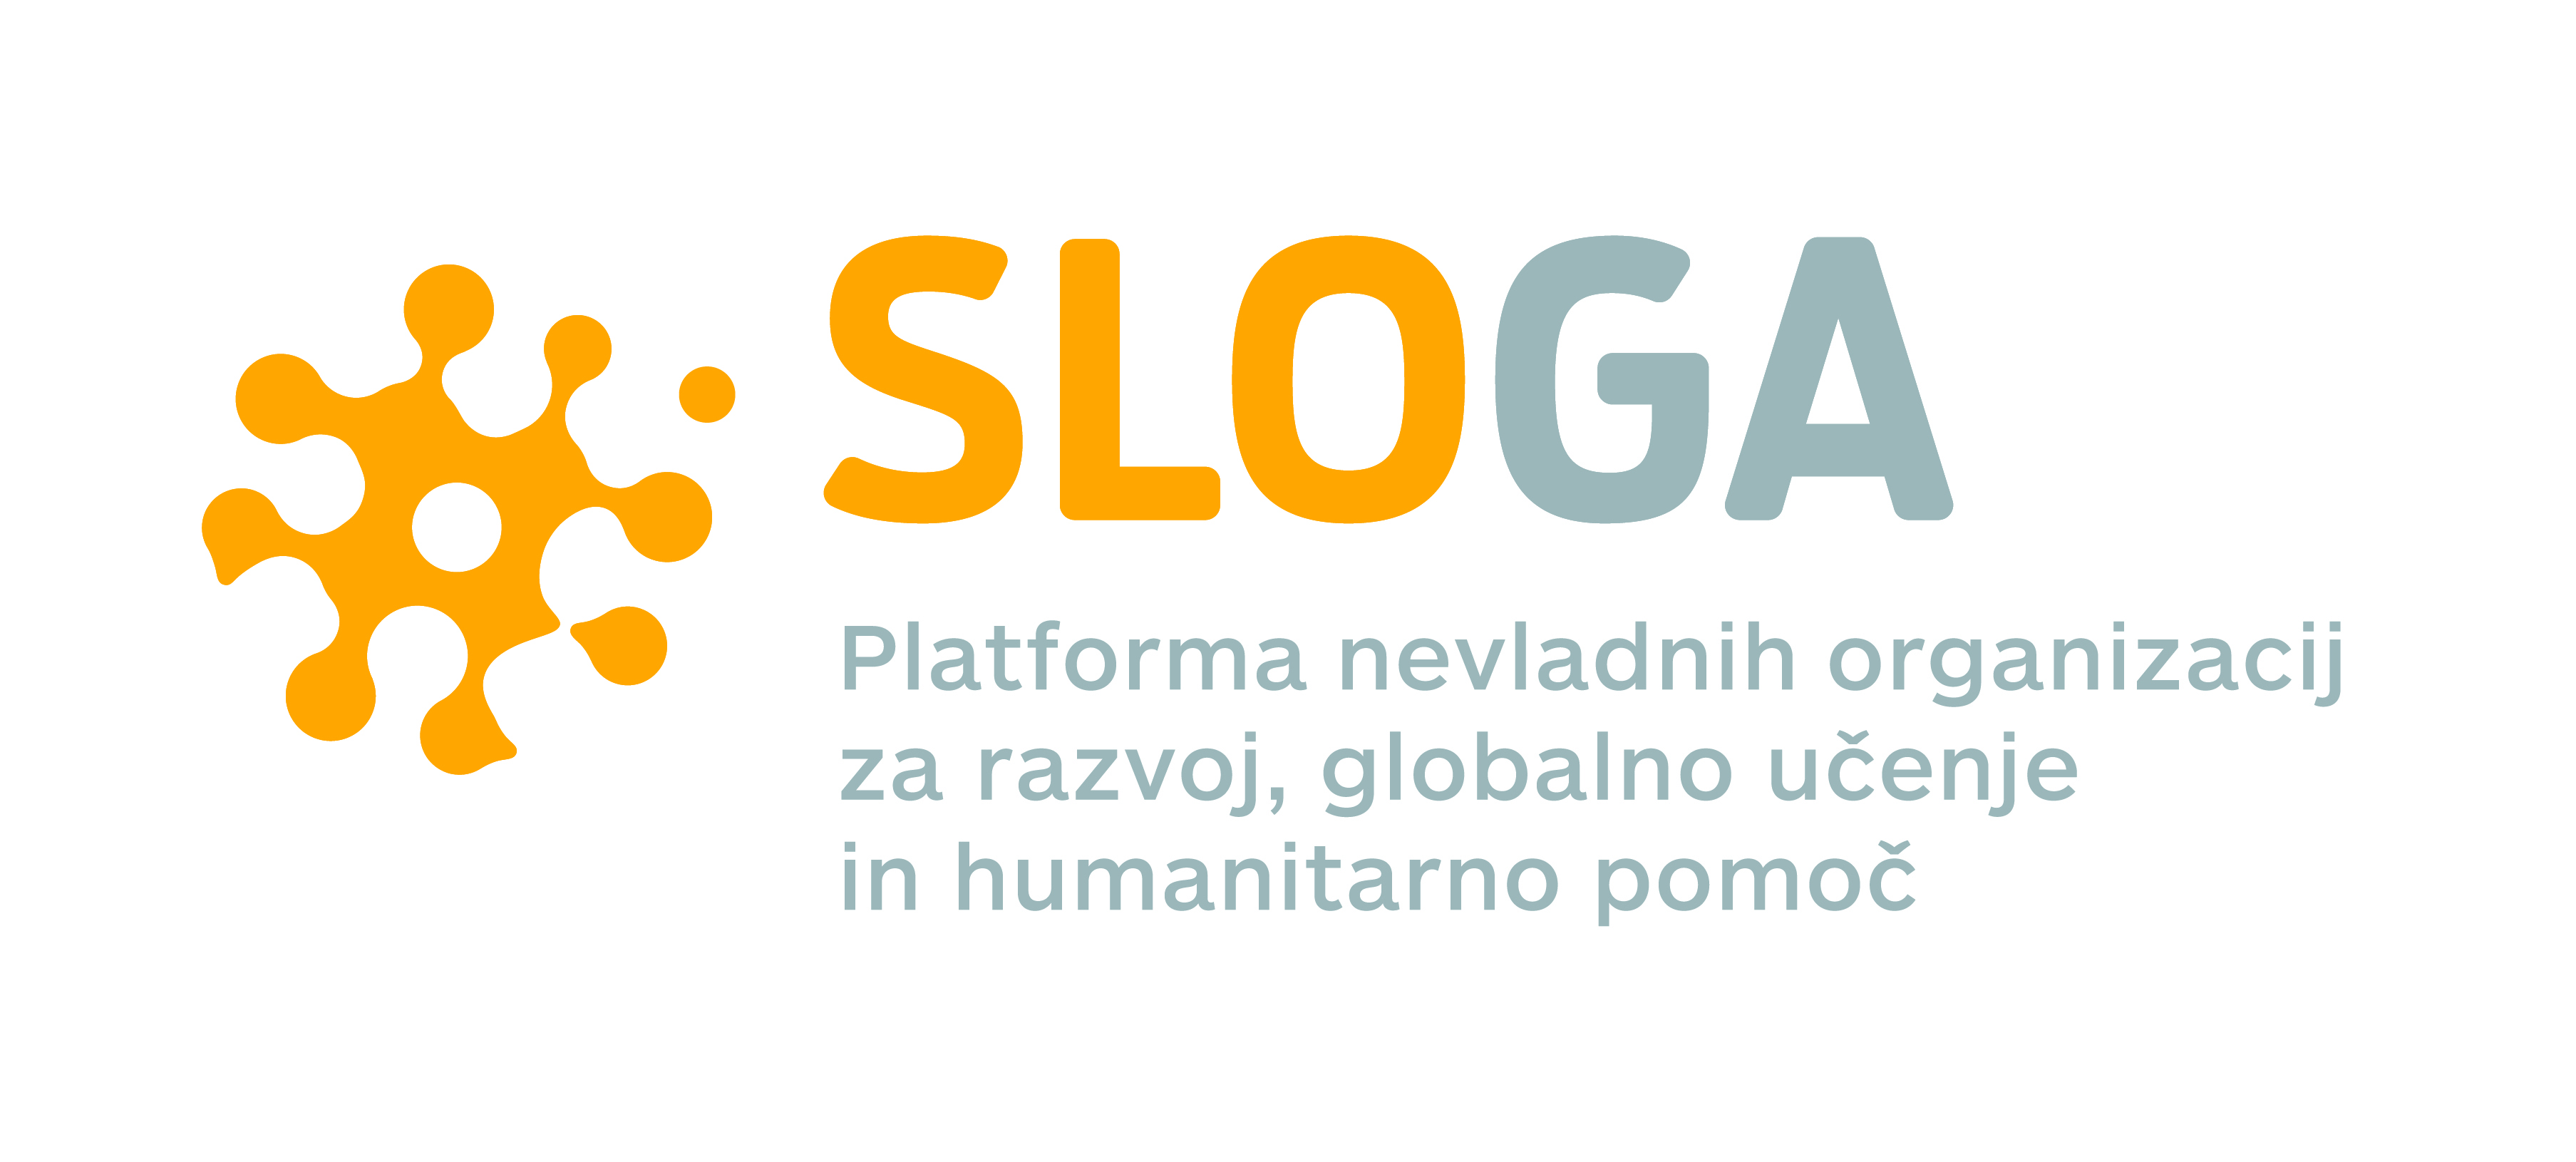 SLOGA
Platforma nevladnih organizacij
za razvoj, globalno učenje
in humanitarno pomoč